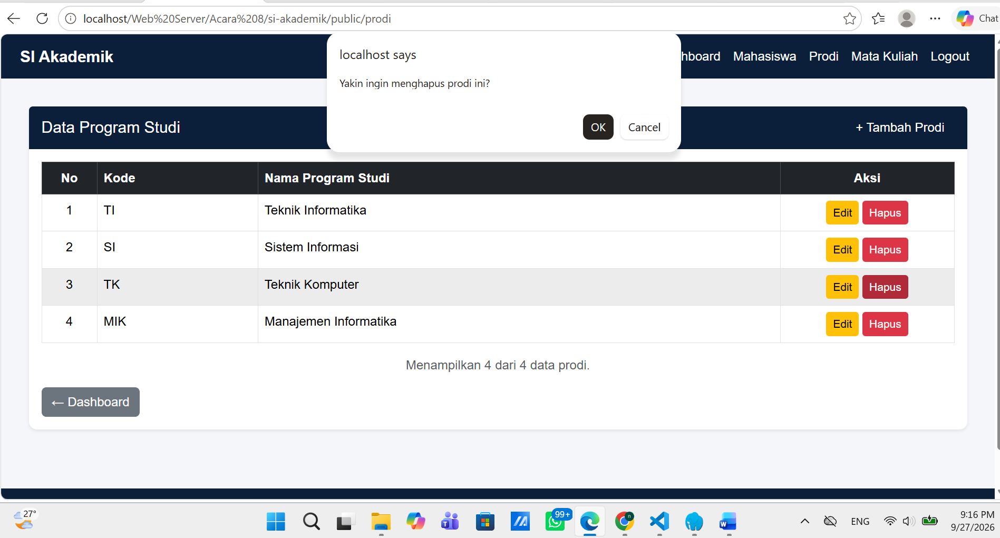 localhost/Web%20Server/Acara%208/si-akademik/public/prodi
Chat
SI Akademik
hboard Mahasiswa Prodi Mata Kuliah Logout
localhost says
Yakin ingin menghapus prodi ini?
OK Cancel
Data Program Studi
+ Tambah Prodi
No Kode Nama Program Studi Aksi
1 TI Teknik Informatika Edit Hapus
2 SI Sistem Informasi Edit Hapus
3 TK Teknik Komputer Edit Hapus
4 MIK Manajemen Informatika Edit Hapus
Menampilkan 4 dari 4 data prodi.
← Dashboard
27°
99+
ENG
9:16 PM
9/27/2026